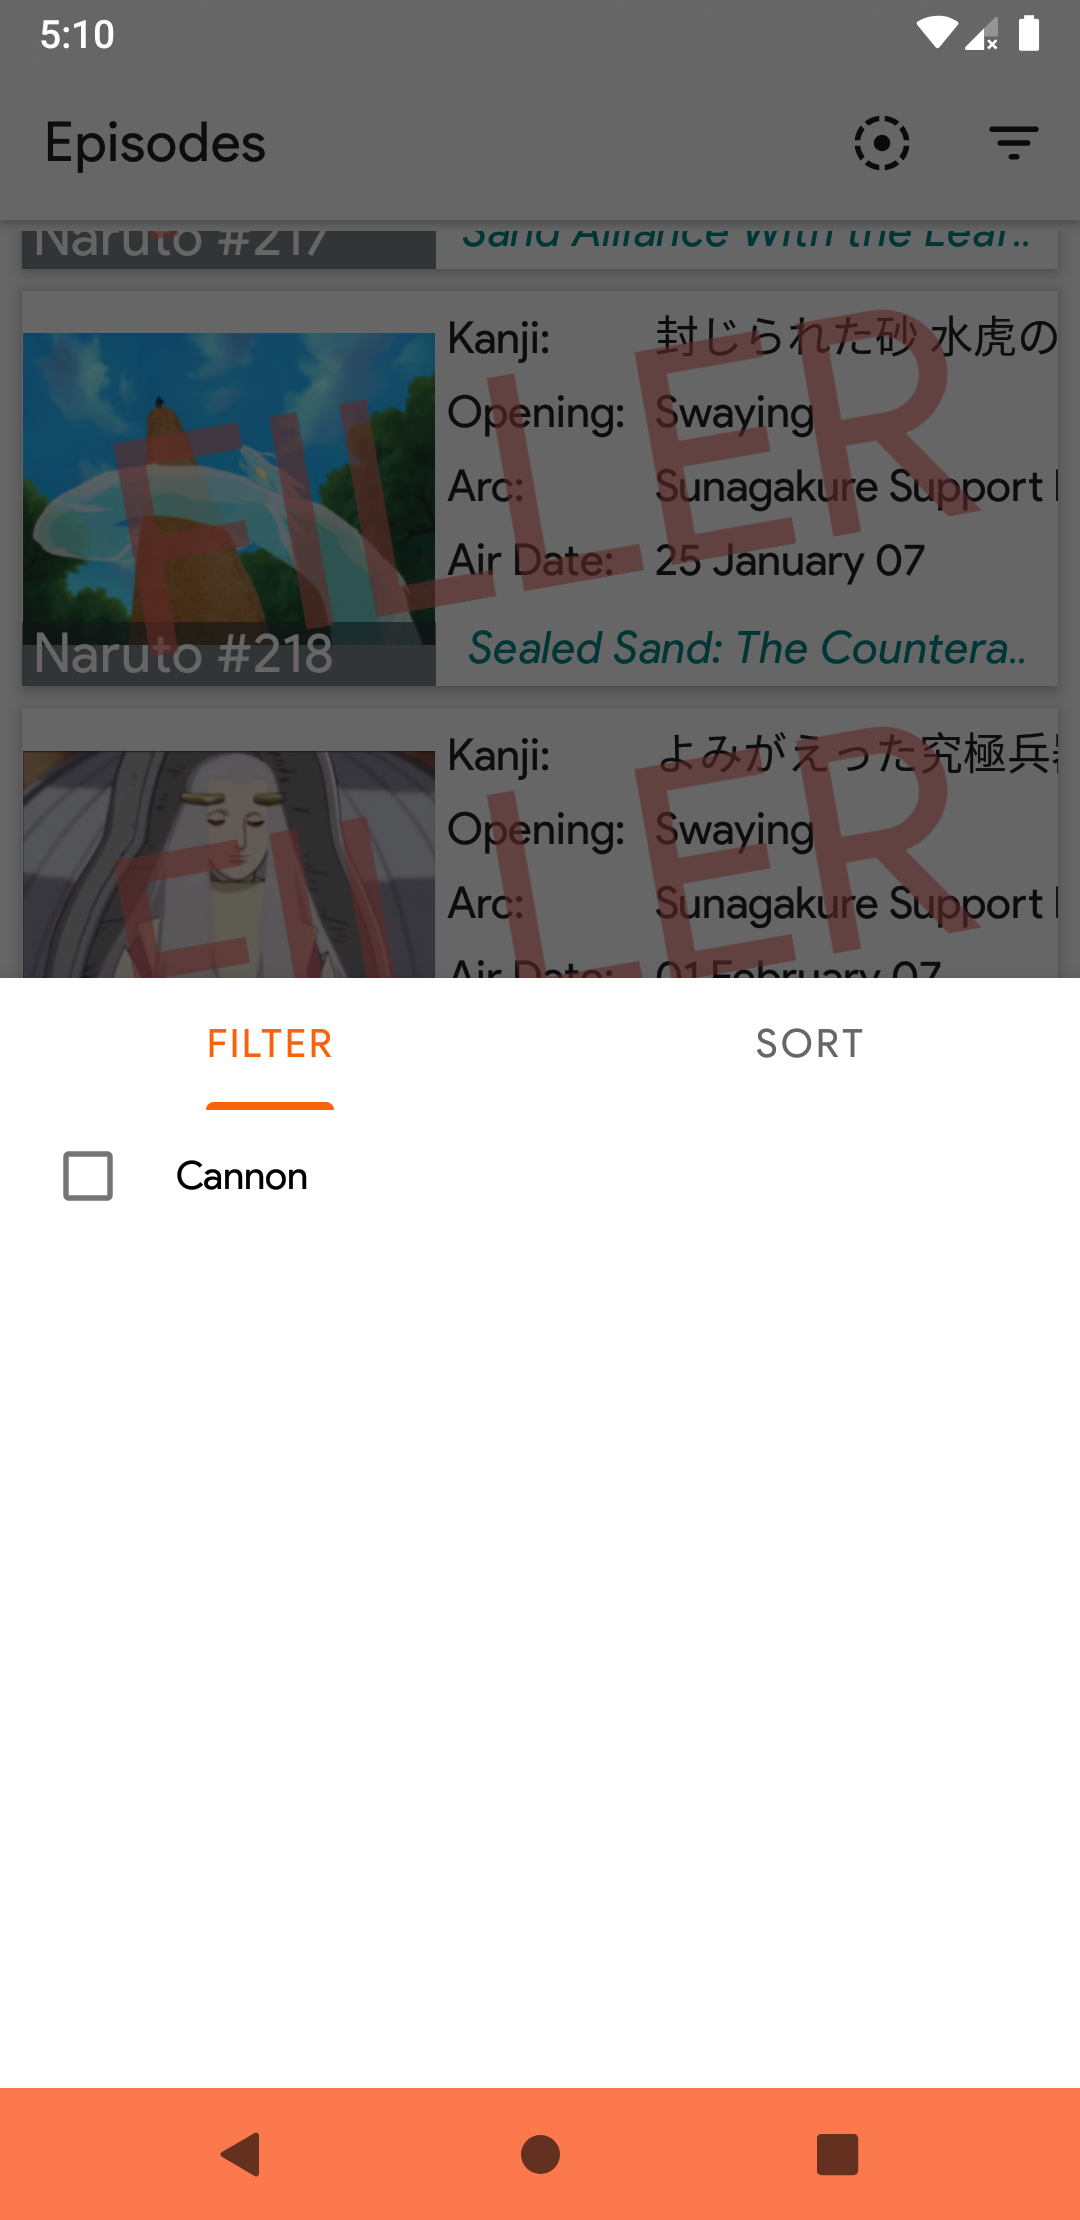 5:10
Episodes
Naruto #217
Sand Alliance With the Leaf..
Kanji: 封じられた砂 水虎の
Opening: Swaying
Arc: Sunagakure Support
Air Date: 25 January 07
FILLER
Naruto #218
Sealed Sand: The Countera..
Kanji: よみがえった究極兵
Opening: Swaying
Arc: Sunagakure Support
Air Date: 01 February 07
FILLER
FILTER
SORT
Cannon